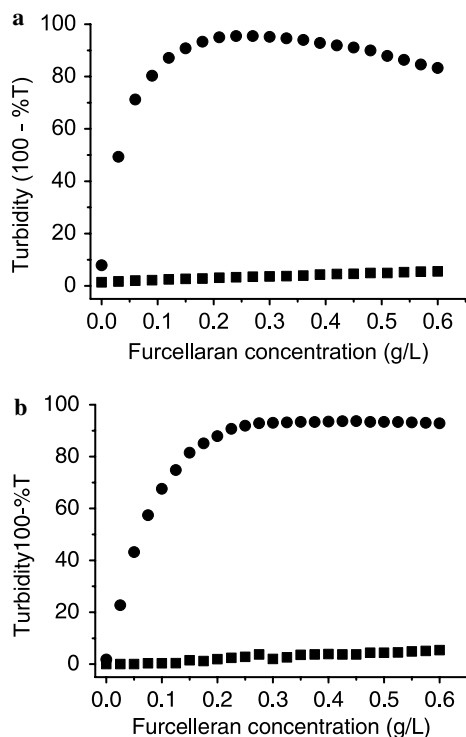 a
Turbidity (100 - %T)
100
80
60
40
20
0
0.0 0.1 0.2 0.3 0.4 0.5 0.6
Furcellaran concentration (g/L)
b
Turbidity100-%T
100
80
60
40
20
0
0.0 0.1 0.2 0.3 0.4 0.5 0.6
Furcelleran concentration (g/L)